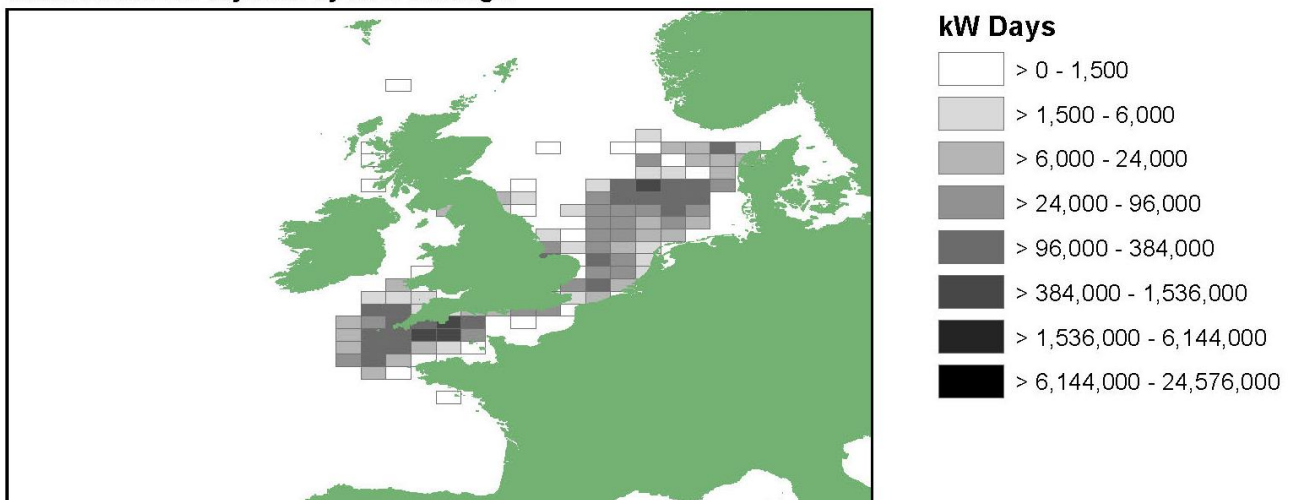 kW Days
> 0 - 1,500
> 1,500 - 6,000
> 6,000 - 24,000
> 24,000 - 96,000
> 96,000 - 384,000
> 384,000 - 1,536,000
> 1,536,000 - 6,144,000
> 6,144,000 - 24,576,000